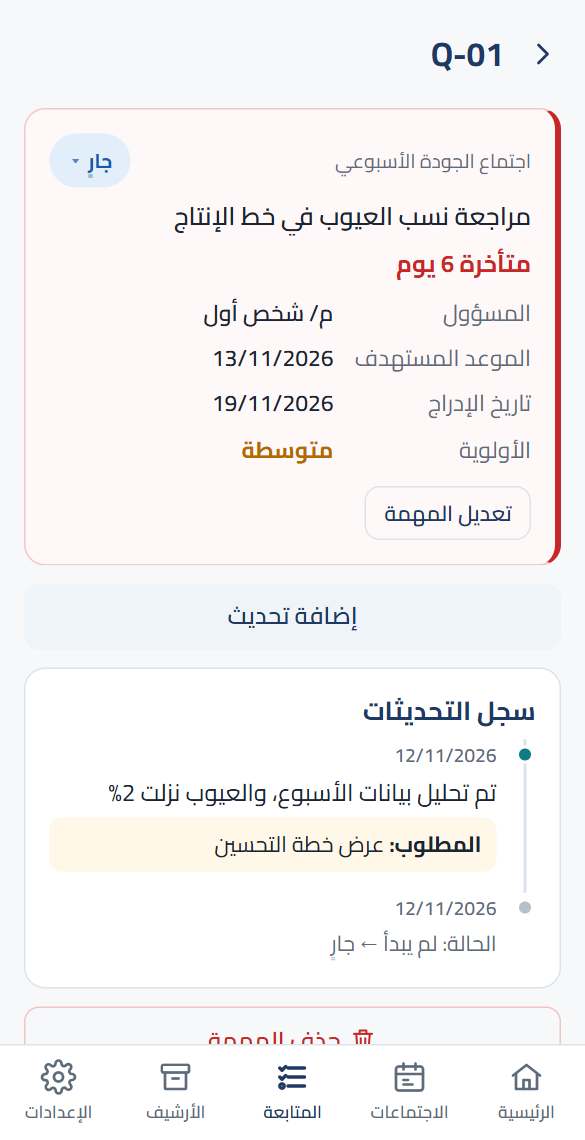 Q-01
اجتماع الجودة الأسبوعي
جارٍ
مراجعة نسب العيوب في خط الإنتاج
متأخرة 6 يوم
المسؤول م/ شخص أول
الموعد المستهدف 13/11/2026
تاريخ الإدراج 19/11/2026
الأولوية متوسطة
تعديل المهمة
إضافة تحديث
سجل التحديثات
12/11/2026
تم تحليل بيانات الأسبوع، والعيوب نزلت 2%
المطلوب: عرض خطة التحسين
12/11/2026
الحالة: لم يبدأ ← جارٍ
حذف المهمة
الرئيسية
الاجتماعات
المتابعة
الأرشيف
الإعدادات